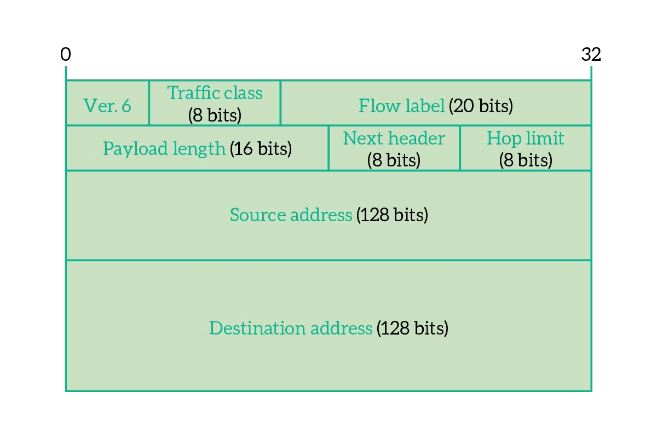 0 32
Ver. 6 Traffic class (8 bits) Flow label (20 bits)
Payload length (16 bits) Next header (8 bits) Hop limit (8 bits)
Source address (128 bits)
Destination address (128 bits)